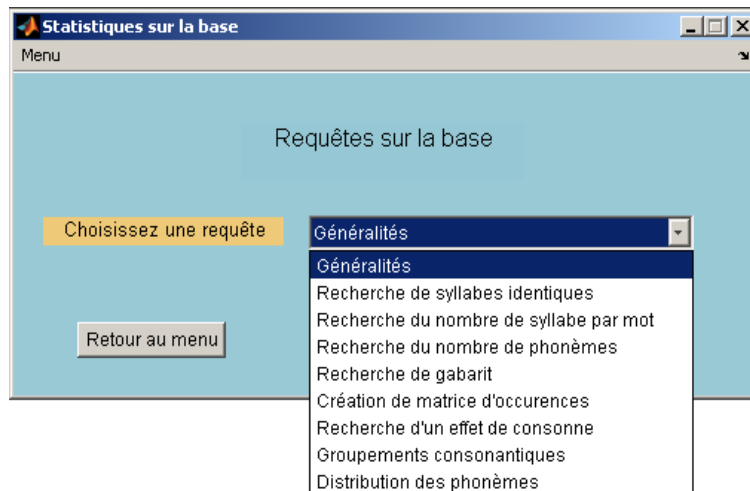 Statistiques sur la base
Menu
Requêtes sur la base
Choisissez une requête
Généralités
Généralités
Recherche de syllabes identiques
Recherche du nombre de syllabe par mot
Recherche du nombre de phonèmes
Retour au menu
Recherche de gabarit
Création de matrice d'occurences
Recherche d'un effet de consonne
Groupements consonantiques
Distribution des phonèmes